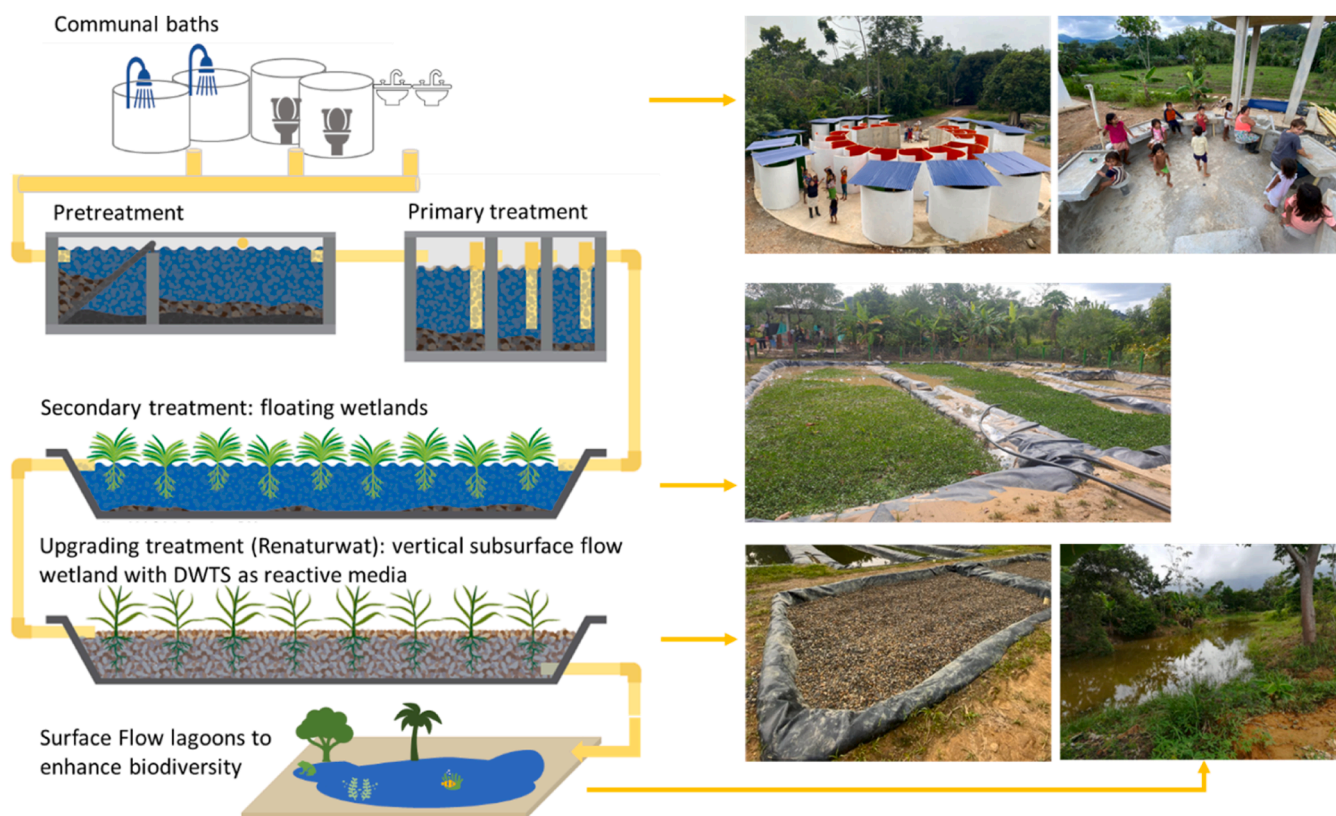 Communal baths
Pretreatment
Primary treatment
Secondary treatment: floating wetlands
Upgrading treatment (Renaturwat): vertical subsurface flow
wetland with DWTS as reactive media
Surface Flow lagoons to
enhance biodiversity